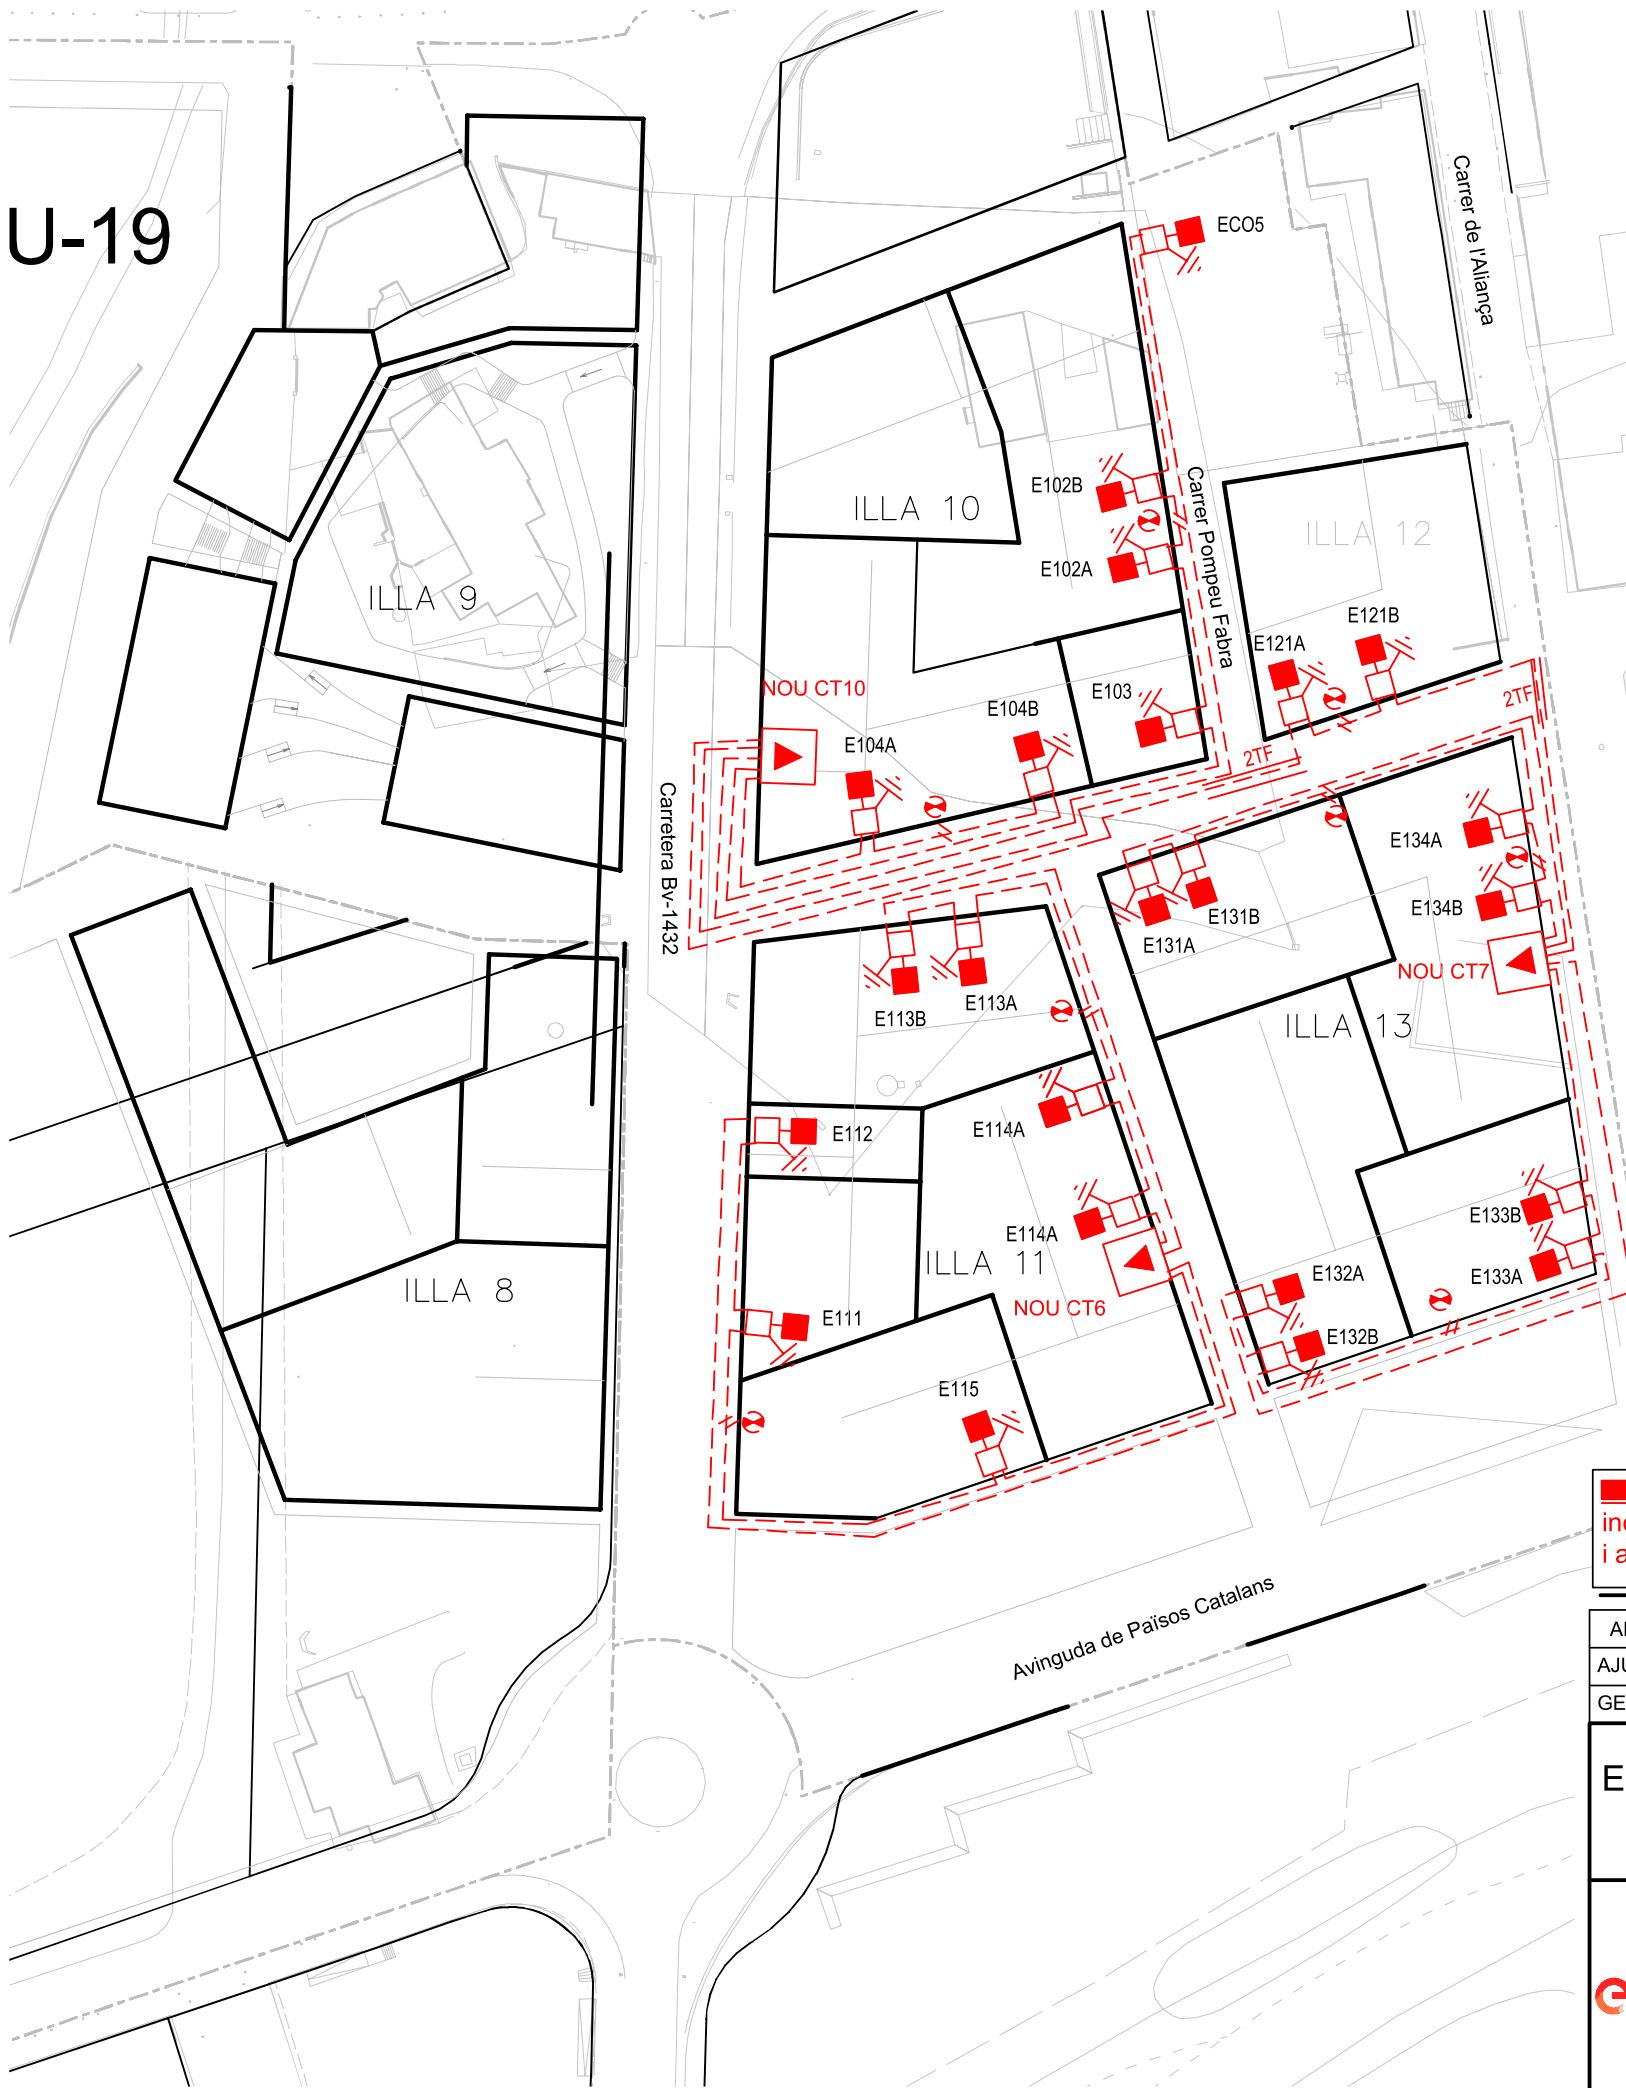 U-19
Carrer de l'Aliança
ECO5
ILLA 10
E102B
E102A
Carrer Pompeu Fabra
ILLA 12
ILLA 9
E121A
E121B
NOU CT10
E103
E104B
E104A
2TF
2TF
Carretera Bv-1432
E134A
E134B
E131B
E131A
NOU CT7
E113B
E113A
ILLA 13
E112
E114A
E114A
ILLA 11
NOU CT6
E133B
E133A
E132A
E132B
ILLA 8
E111
E115
Avinguda de Països Catalans
i a
AJU
GE
E